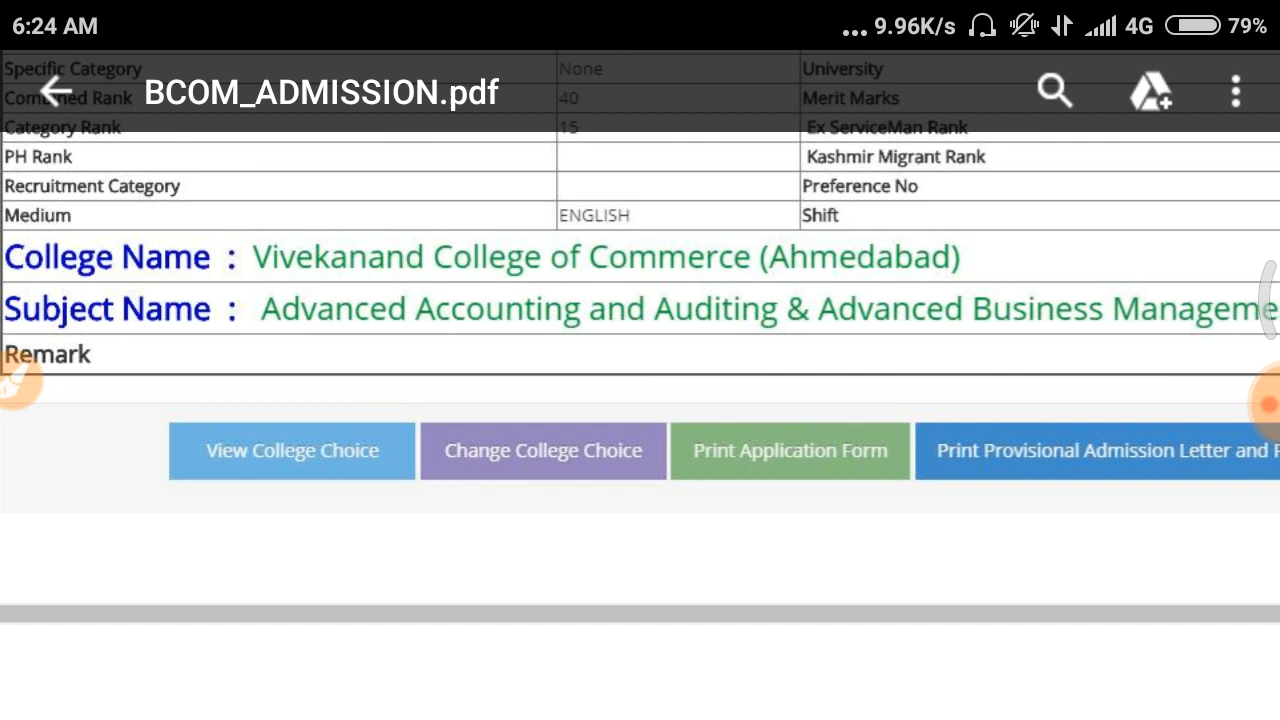 6:24 AM ... 9.96K/s 4G 79%
Specific Category None University
BCOM_ADMISSION.pdf
Combined Rank 40 Merit Marks
Category Rank 15 Ex ServiceMan Rank
PH Rank Kashmir Migrant Rank
Recruitment Category Preference No
Medium ENGLISH Shift
College Name : Vivekanand College of Commerce (Ahmedabad)
Subject Name : Advanced Accounting and Auditing & Advanced Business Manageme
Remark
View College Choice Change College Choice Print Application Form Print Provisional Admission Letter and